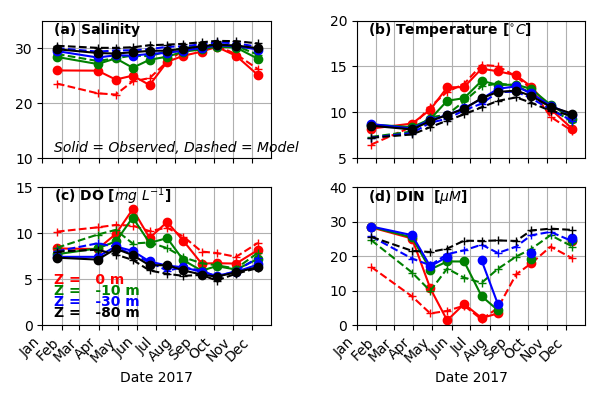 (a) Salinity
30
20
10
Solid = Observed, Dashed = Model
(b) Temperature [°C]
20
15
10
5
(c) DO [mg L⁻¹]
15
10
5
0
Z = 0 m
Z = -10 m
Z = -30 m
Z = -80 m
Jan Feb Mar Apr May Jun Jul Aug Sep Oct Nov Dec
Date 2017
(d) DIN [μM]
40
30
20
10
0
Jan Feb Mar Apr May Jun Jul Aug Sep Oct Nov Dec
Date 2017